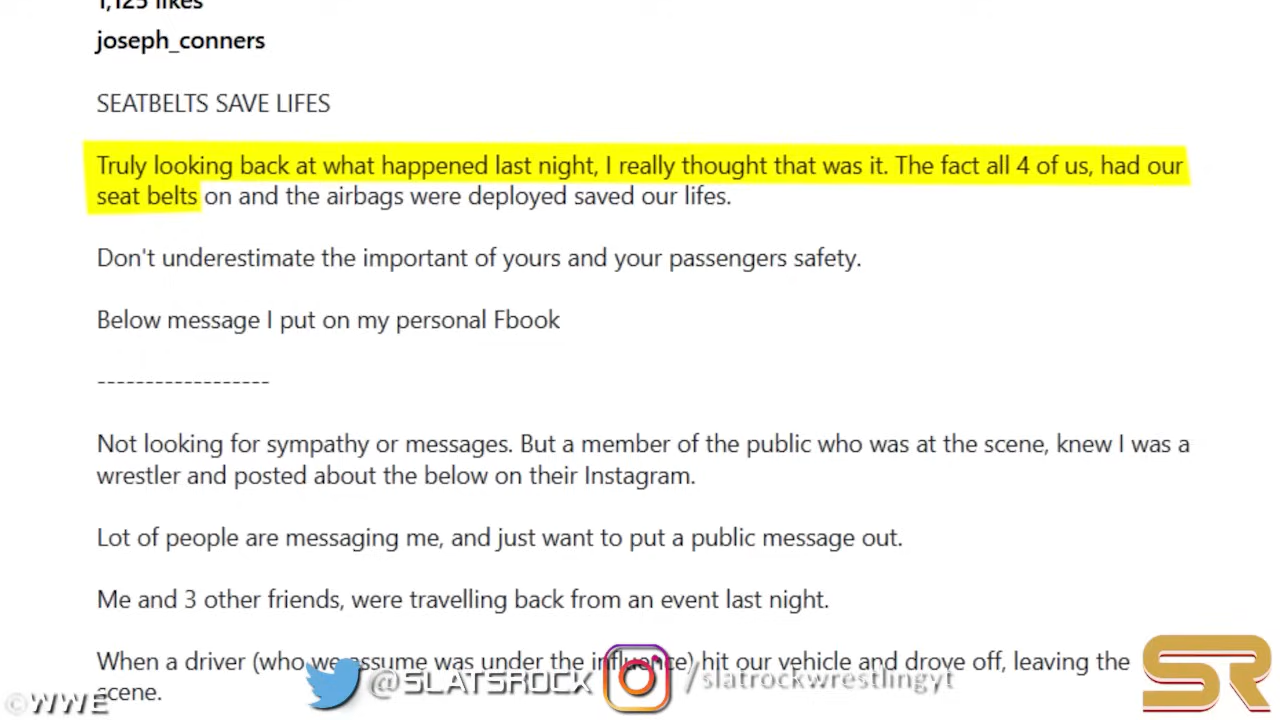 1,125 likes
joseph_conners
SEATBELTS SAVE LIFES
Truly looking back at what happened last night, I really thought that was it. The fact all 4 of us, had our
seat belts on and the airbags were deployed saved our lifes.
Don't underestimate the important of yours and your passengers safety.
Below message I put on my personal Fbook
------------------
Not looking for sympathy or messages. But a member of the public who was at the scene, knew I was a
wrestler and posted about the below on their Instagram.
Lot of people are messaging me, and just want to put a public message out.
Me and 3 other friends, were travelling back from an event last night.
When a driver (who we assume was under the influence) hit our vehicle and drove off, leaving the
scene.
@SLATSROCK
/slatrockwrestlingyt
SR
©WWE